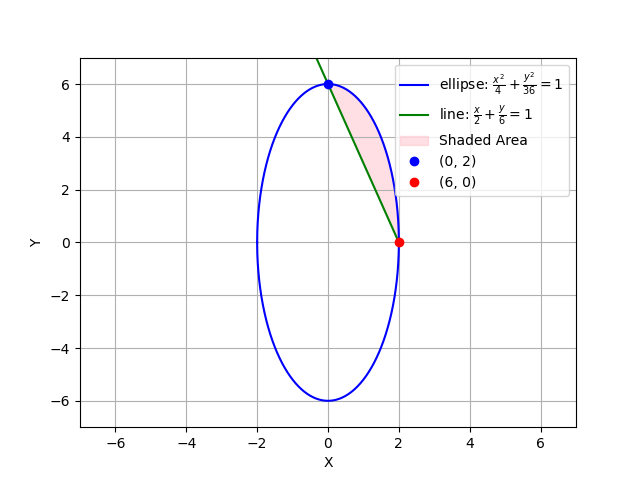 ellipse: x²/4 + y²/36 = 1
line: x/2 + y/6 = 1
Shaded Area
(0, 2)
(6, 0)
6
4
2
0
−2
−4
−6
Y
−6 −4 −2 0 2 4 6
X